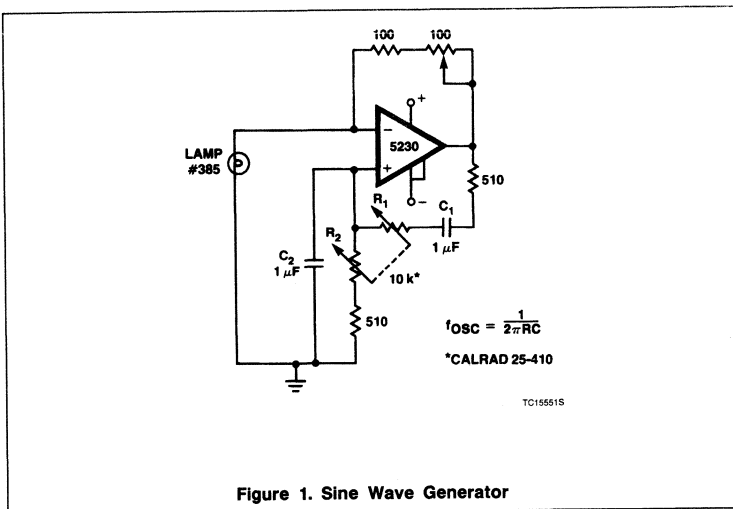 100 100
−
5230
+
+
−
LAMP
#385
510
R1
C1
1 μF
R2
C2
1 μF
10 k*
510
fOSC = 1 / 2πRC
*CALRAD 25-410
TC15551S
Figure 1. Sine Wave Generator